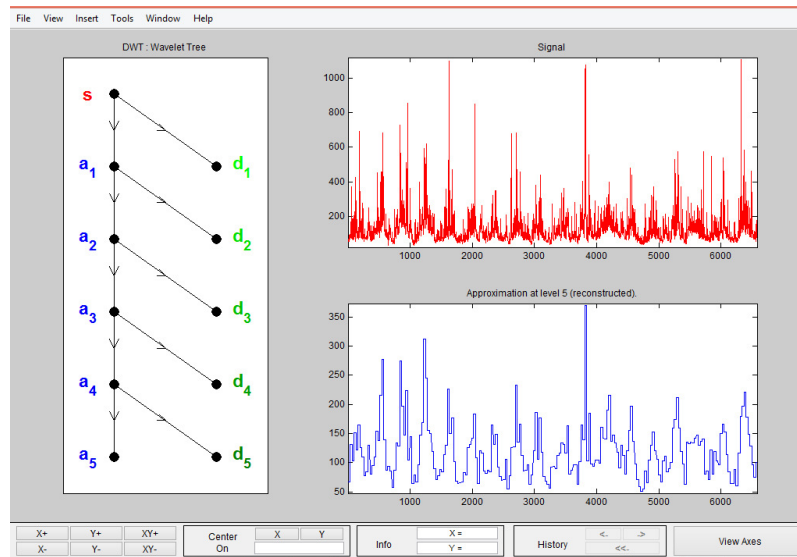 File View Insert Tools Window Help
DWT : Wavelet Tree
s
a1 d1
a2 d2
a3 d3
a4 d4
a5 d5
Signal
1000
800
600
400
200
1000 2000 3000 4000 5000 6000
Approximation at level 5 (reconstructed).
350
300
250
200
150
100
50
1000 2000 3000 4000 5000 6000
X+ Y+ XY+
X- Y- XY-
Center On X Y
Info X =
Y =
History <- ->
<<-
View Axes